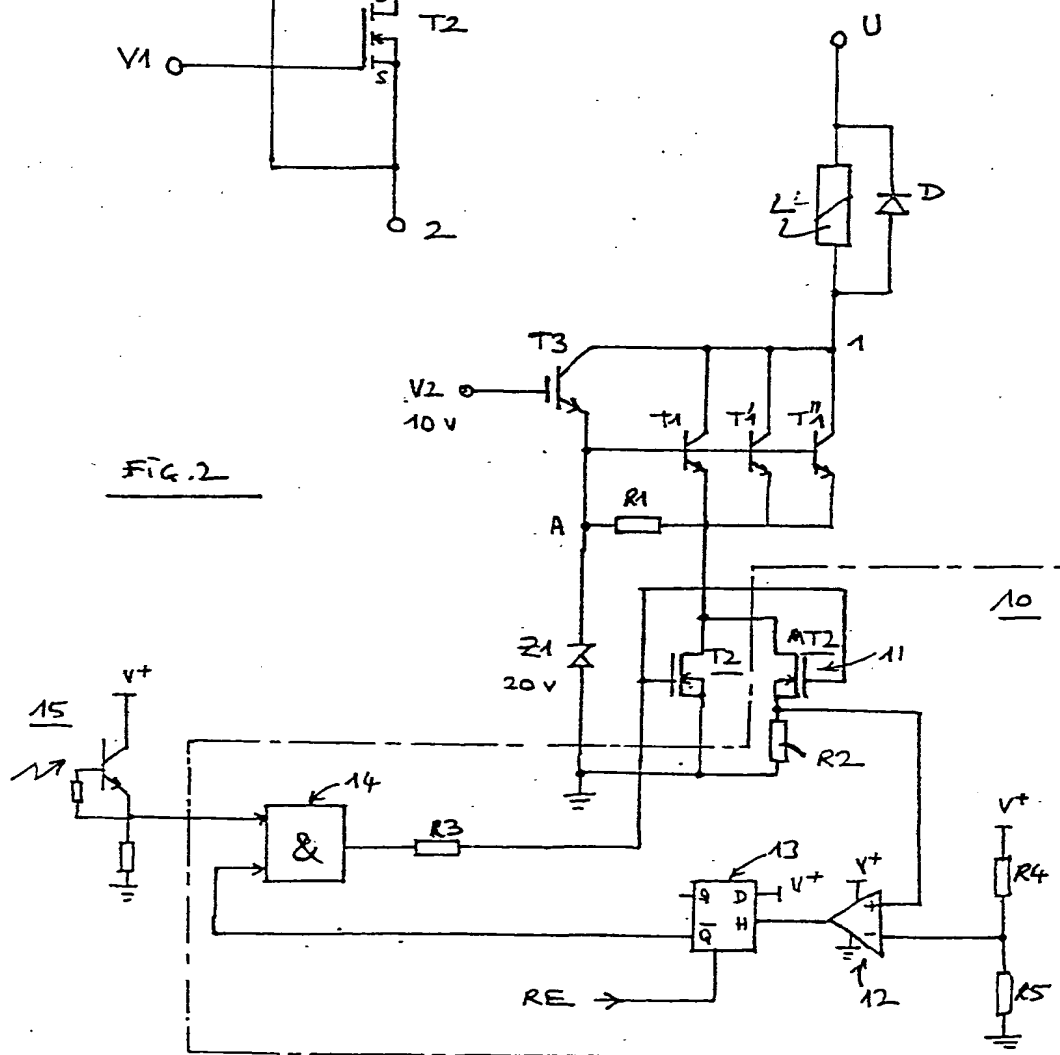 T2
V1
S
2
U
L
D
T3
1
V2
10 V
T1
T'1
T"1
FIG.2
R1
A
10
Z1
20 V
T2
MT2
11
V+
15
R2
14
&
R3
V+
13
V+
R4
Q D
V+
+
Q̅ H
-
RE
12
R5